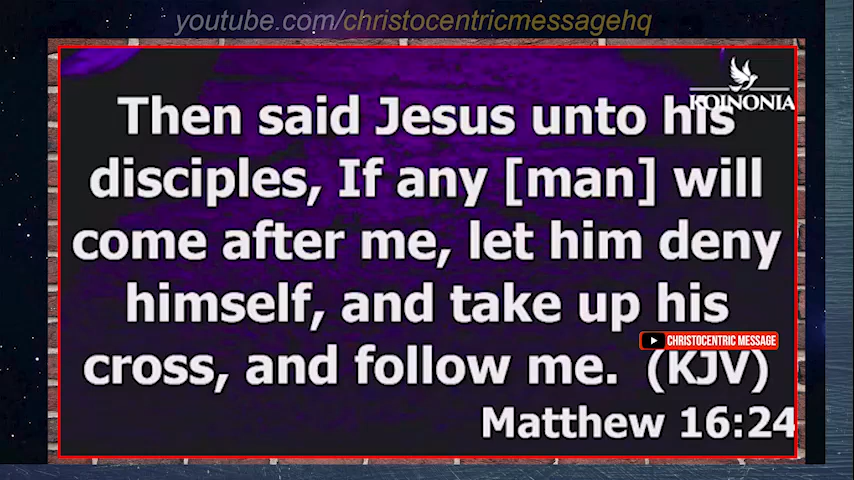 youtube.com/christocentricmessagehq
KOINONIA
Then said Jesus unto his
disciples, If any [man] will
come after me, let him deny
himself, and take up his
CHRISTOCENTRIC MESSAGE
cross, and follow me. (KJV)
Matthew 16:24